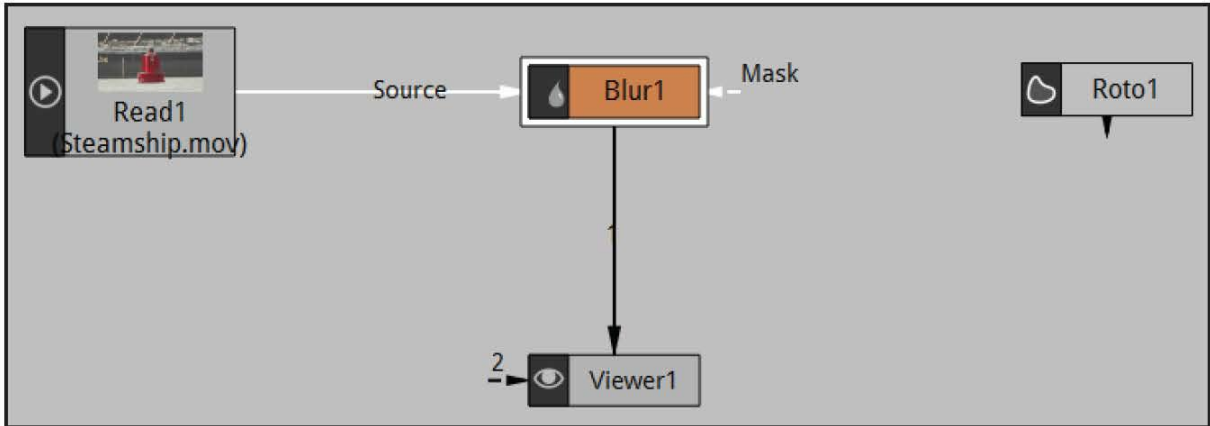 Read1
(Steamship.mov)
Source
Blur1
Mask
Roto1
1
2
Viewer1